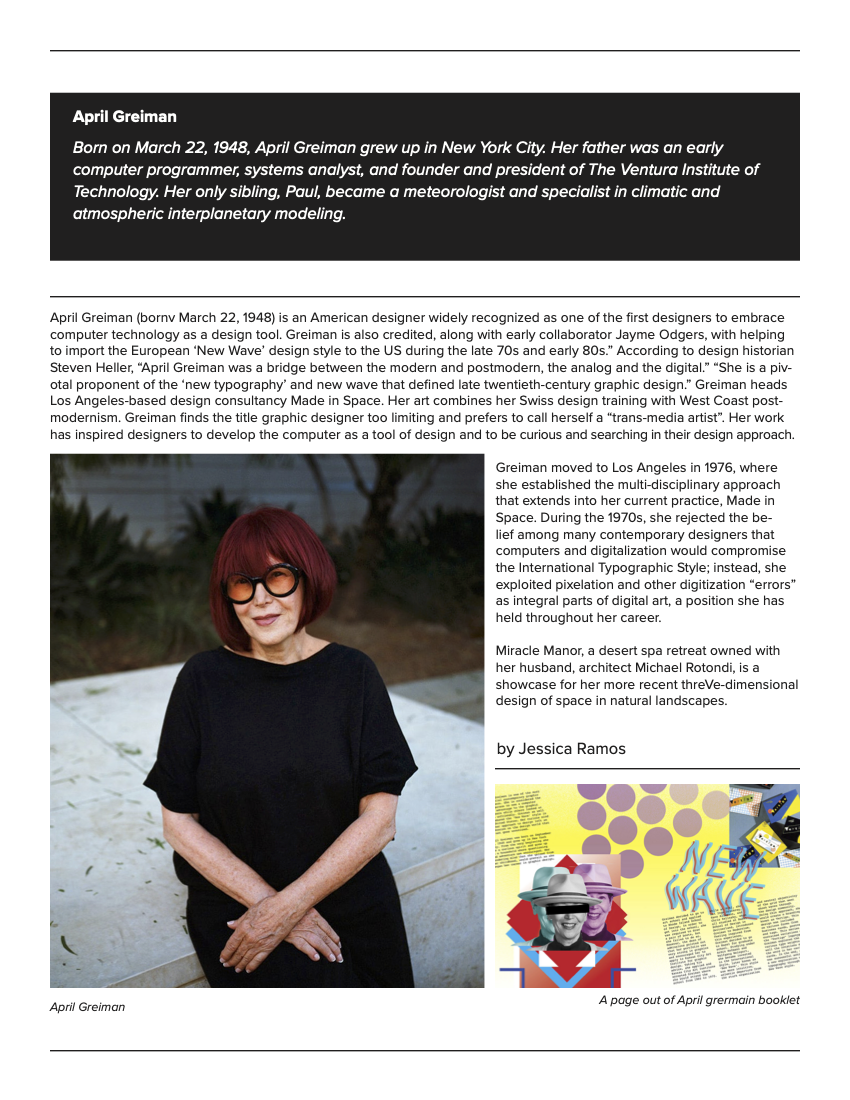 April Greiman
Born on March 22, 1948, April Greiman grew up in New York City. Her father was an early
computer programmer, systems analyst, and founder and president of The Ventura Institute of
Technology. Her only sibling, Paul, became a meteorologist and specialist in climatic and
atmospheric interplanetary modeling.
April Greiman (bornv March 22, 1948) is an American designer widely recognized as one of the first designers to embrace
computer technology as a design tool. Greiman is also credited, along with early collaborator Jayme Odgers, with helping
to import the European ‘New Wave’ design style to the US during the late 70s and early 80s.” According to design historian
Steven Heller, “April Greiman was a bridge between the modern and postmodern, the analog and the digital.” “She is a piv-
otal proponent of the ‘new typography’ and new wave that defined late twentieth-century graphic design.” Greiman heads
Los Angeles-based design consultancy Made in Space. Her art combines her Swiss design training with West Coast post-
modernism. Greiman finds the title graphic designer too limiting and prefers to call herself a “trans-media artist”. Her work
has inspired designers to develop the computer as a tool of design and to be curious and searching in their design approach.
Greiman moved to Los Angeles in 1976, where
she established the multi-disciplinary approach
that extends into her current practice, Made in
Space. During the 1970s, she rejected the be-
lief among many contemporary designers that
computers and digitalization would compromise
the International Typographic Style; instead, she
exploited pixelation and other digitization “errors”
as integral parts of digital art, a position she has
held throughout her career.
Miracle Manor, a desert spa retreat owned with
her husband, architect Michael Rotondi, is a
showcase for her more recent threVe-dimensional
design of space in natural landscapes.
by Jessica Ramos
NEW
WAVE
April Greiman
A page out of April grermain booklet